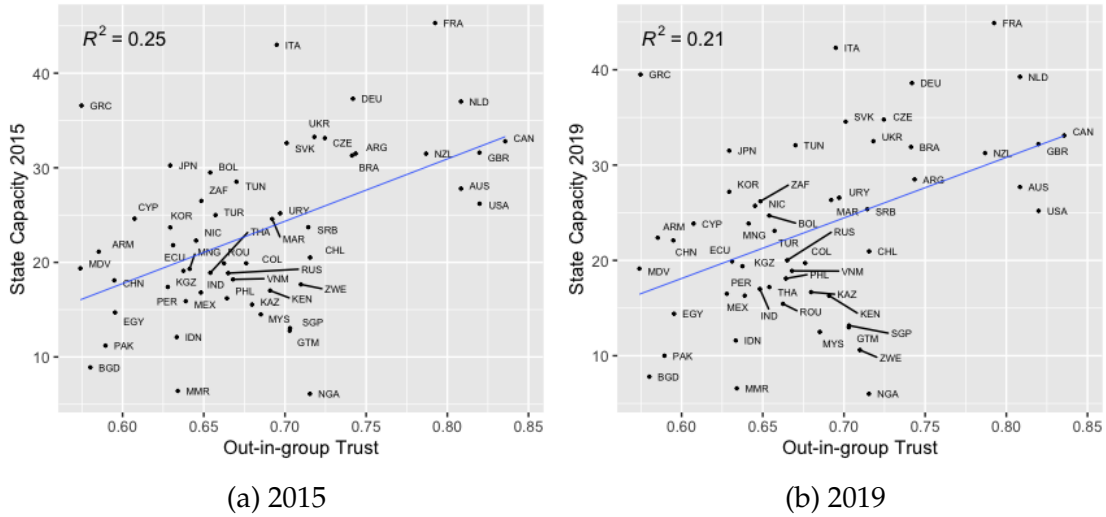 R² = 0.25
FRA
ITA
GRC
DEU
NLD
UKR
CZE
SVK
ARG
BRA
NZL
CAN
GBR
JPN
BOL
TUN
ZAF
AUS
USA
CYP
KOR
TUR
URY
NIC
THA
MAR
SRB
ARM
ECU
MNG
ROU
CHL
MDV
COL
CHN
KGZ
IND
RUS
VNM
ZWE
PER
MEX
PHL
KAZ
KEN
EGY
MYS
SGP
IDN
GTM
PAK
BGD
MMR
NGA
40
30
20
10
State Capacity 2015
0.60 0.65 0.70 0.75 0.80 0.85
Out-in-group Trust
(a) 2015
R² = 0.21
FRA
ITA
GRC
DEU
NLD
SVK
CZE
UKR
CAN
JPN
TUN
BRA
NZL
GBR
KOR
ZAF
ARG
AUS
NIC
URY
MAR
SRB
USA
ARM
CYP
MNG
BOL
CHN
TUR
RUS
ECU
CHL
MDV
KGZ
COL
VNM
PHL
PER
THA
KAZ
MEX
IND
ROU
KEN
EGY
SGP
IDN
MYS
GTM
PAK
ZWE
BGD
MMR
NGA
40
30
20
10
State Capacity 2019
0.60 0.65 0.70 0.75 0.80 0.85
Out-in-group Trust
(b) 2019